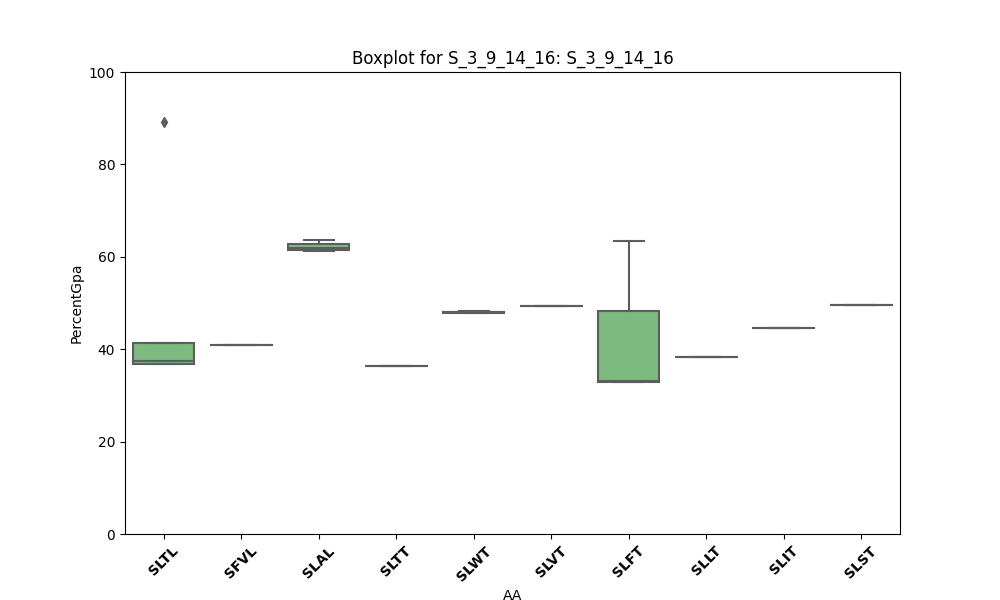 Boxplot for S_3_9_14_16: S_3_9_14_16
100
80
60
40
20
0
PercentGpa
SLTL SFVL SLAL SLTT SLWT SLVT SLFT SLLT SLIT SLST
AA